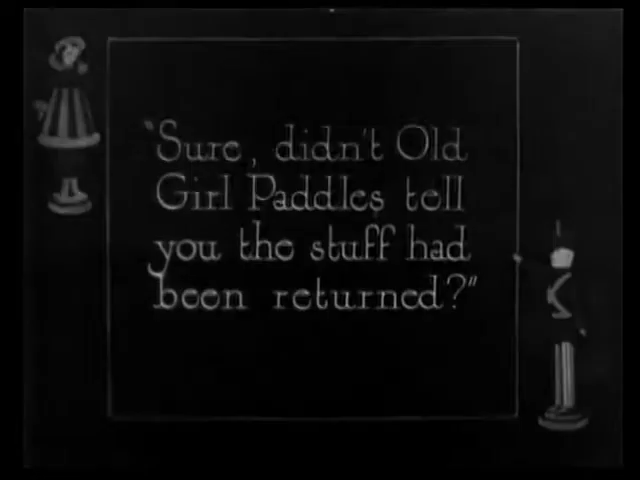 "Sure, didn't Old
Girl Paddles tell
you the stuff had
been returned?"